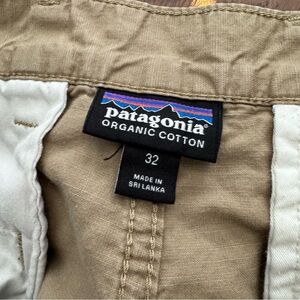 patagonia®
ORGANIC COTTON
32
MADE IN
SRI LANKA